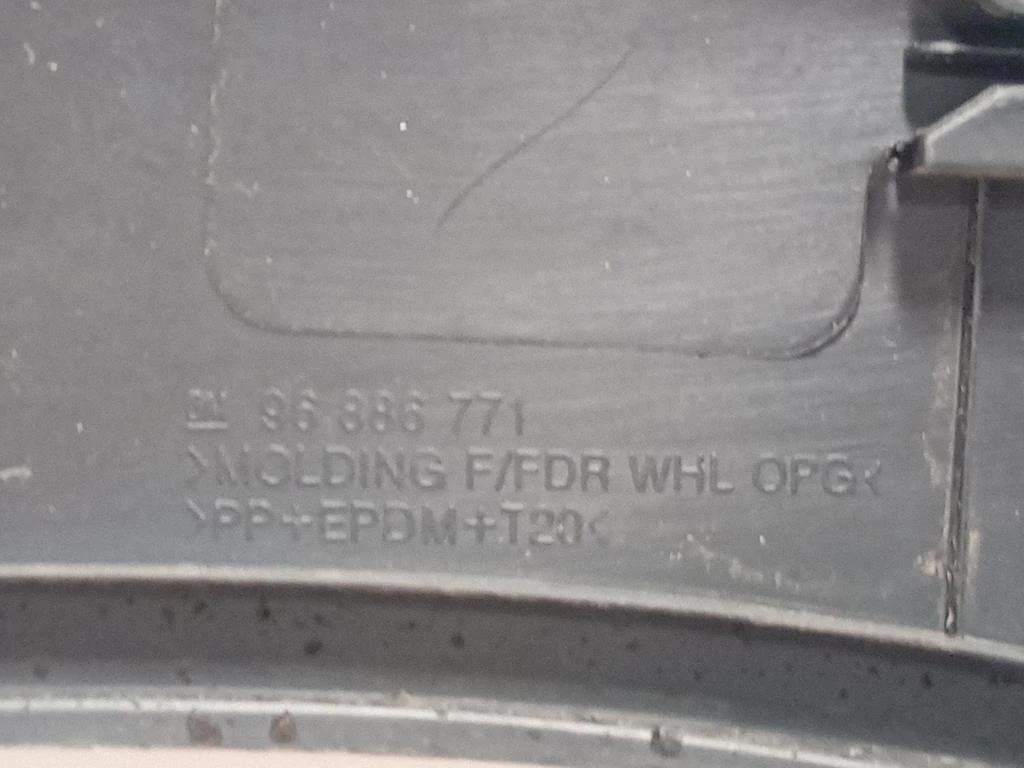 GM 96 886 771
>MOLDING F/FDR WHL OPG<
>PP+EPDM+T20<